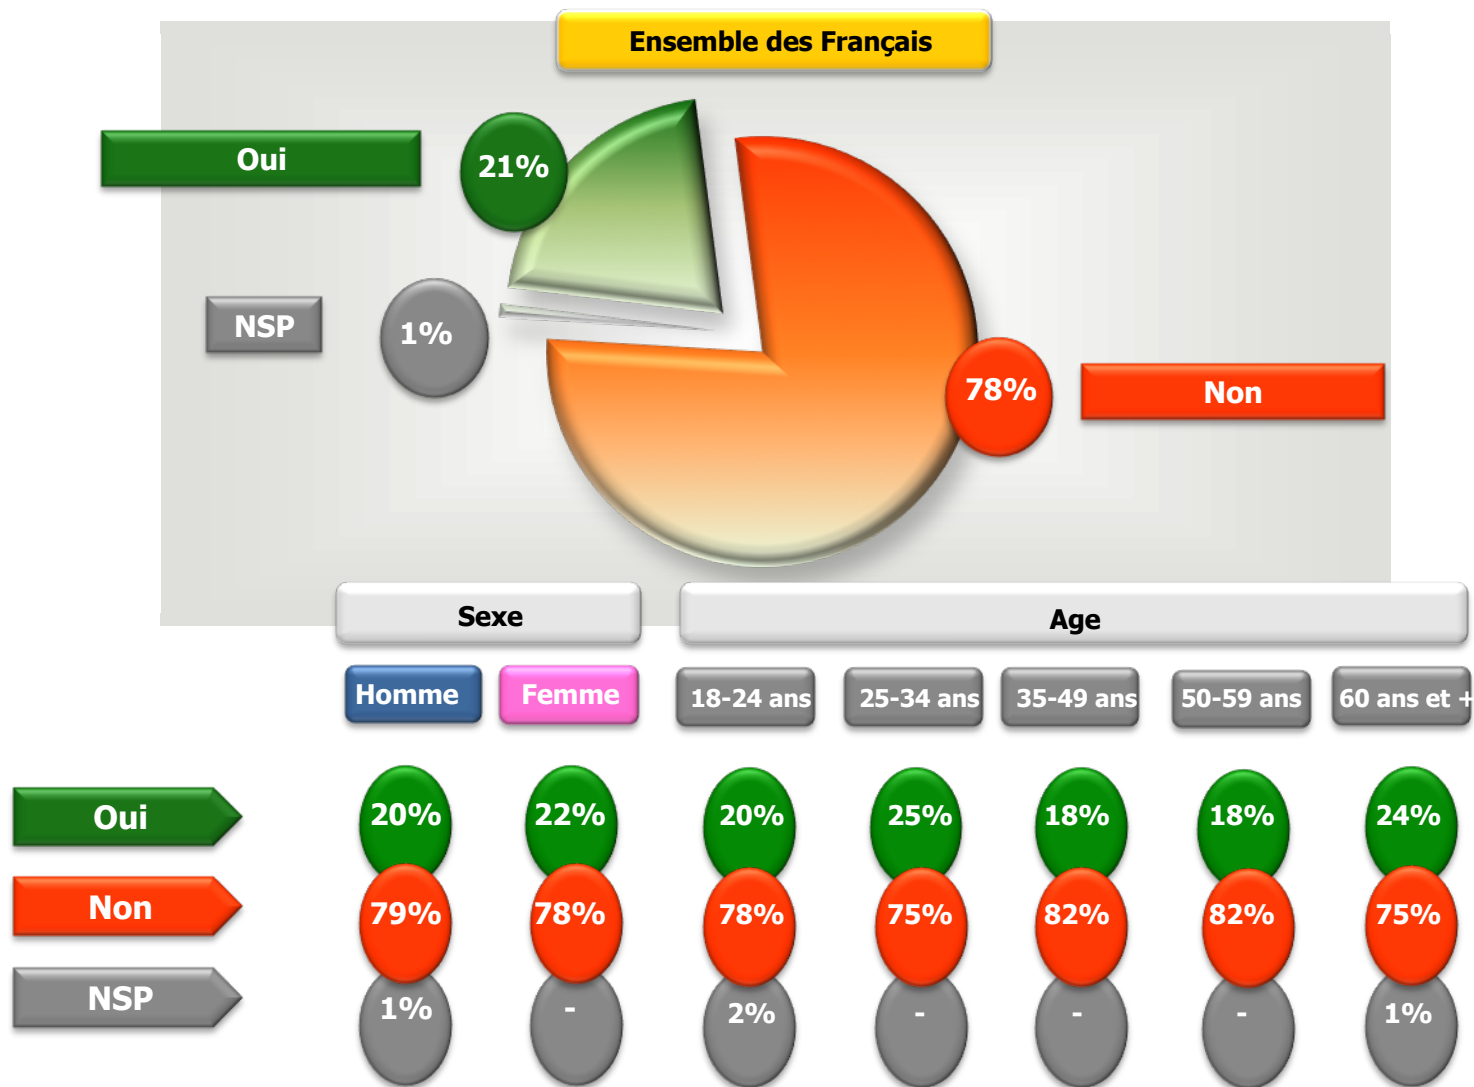 Ensemble des Français
Oui
21%
NSP
1%
78%
Non
Sexe
Age
Homme
Femme
18-24 ans
25-34 ans
35-49 ans
50-59 ans
60 ans et +
Oui
20%
22%
20%
25%
18%
18%
24%
Non
79%
78%
78%
75%
82%
82%
75%
NSP
1%
-
2%
-
-
-
1%